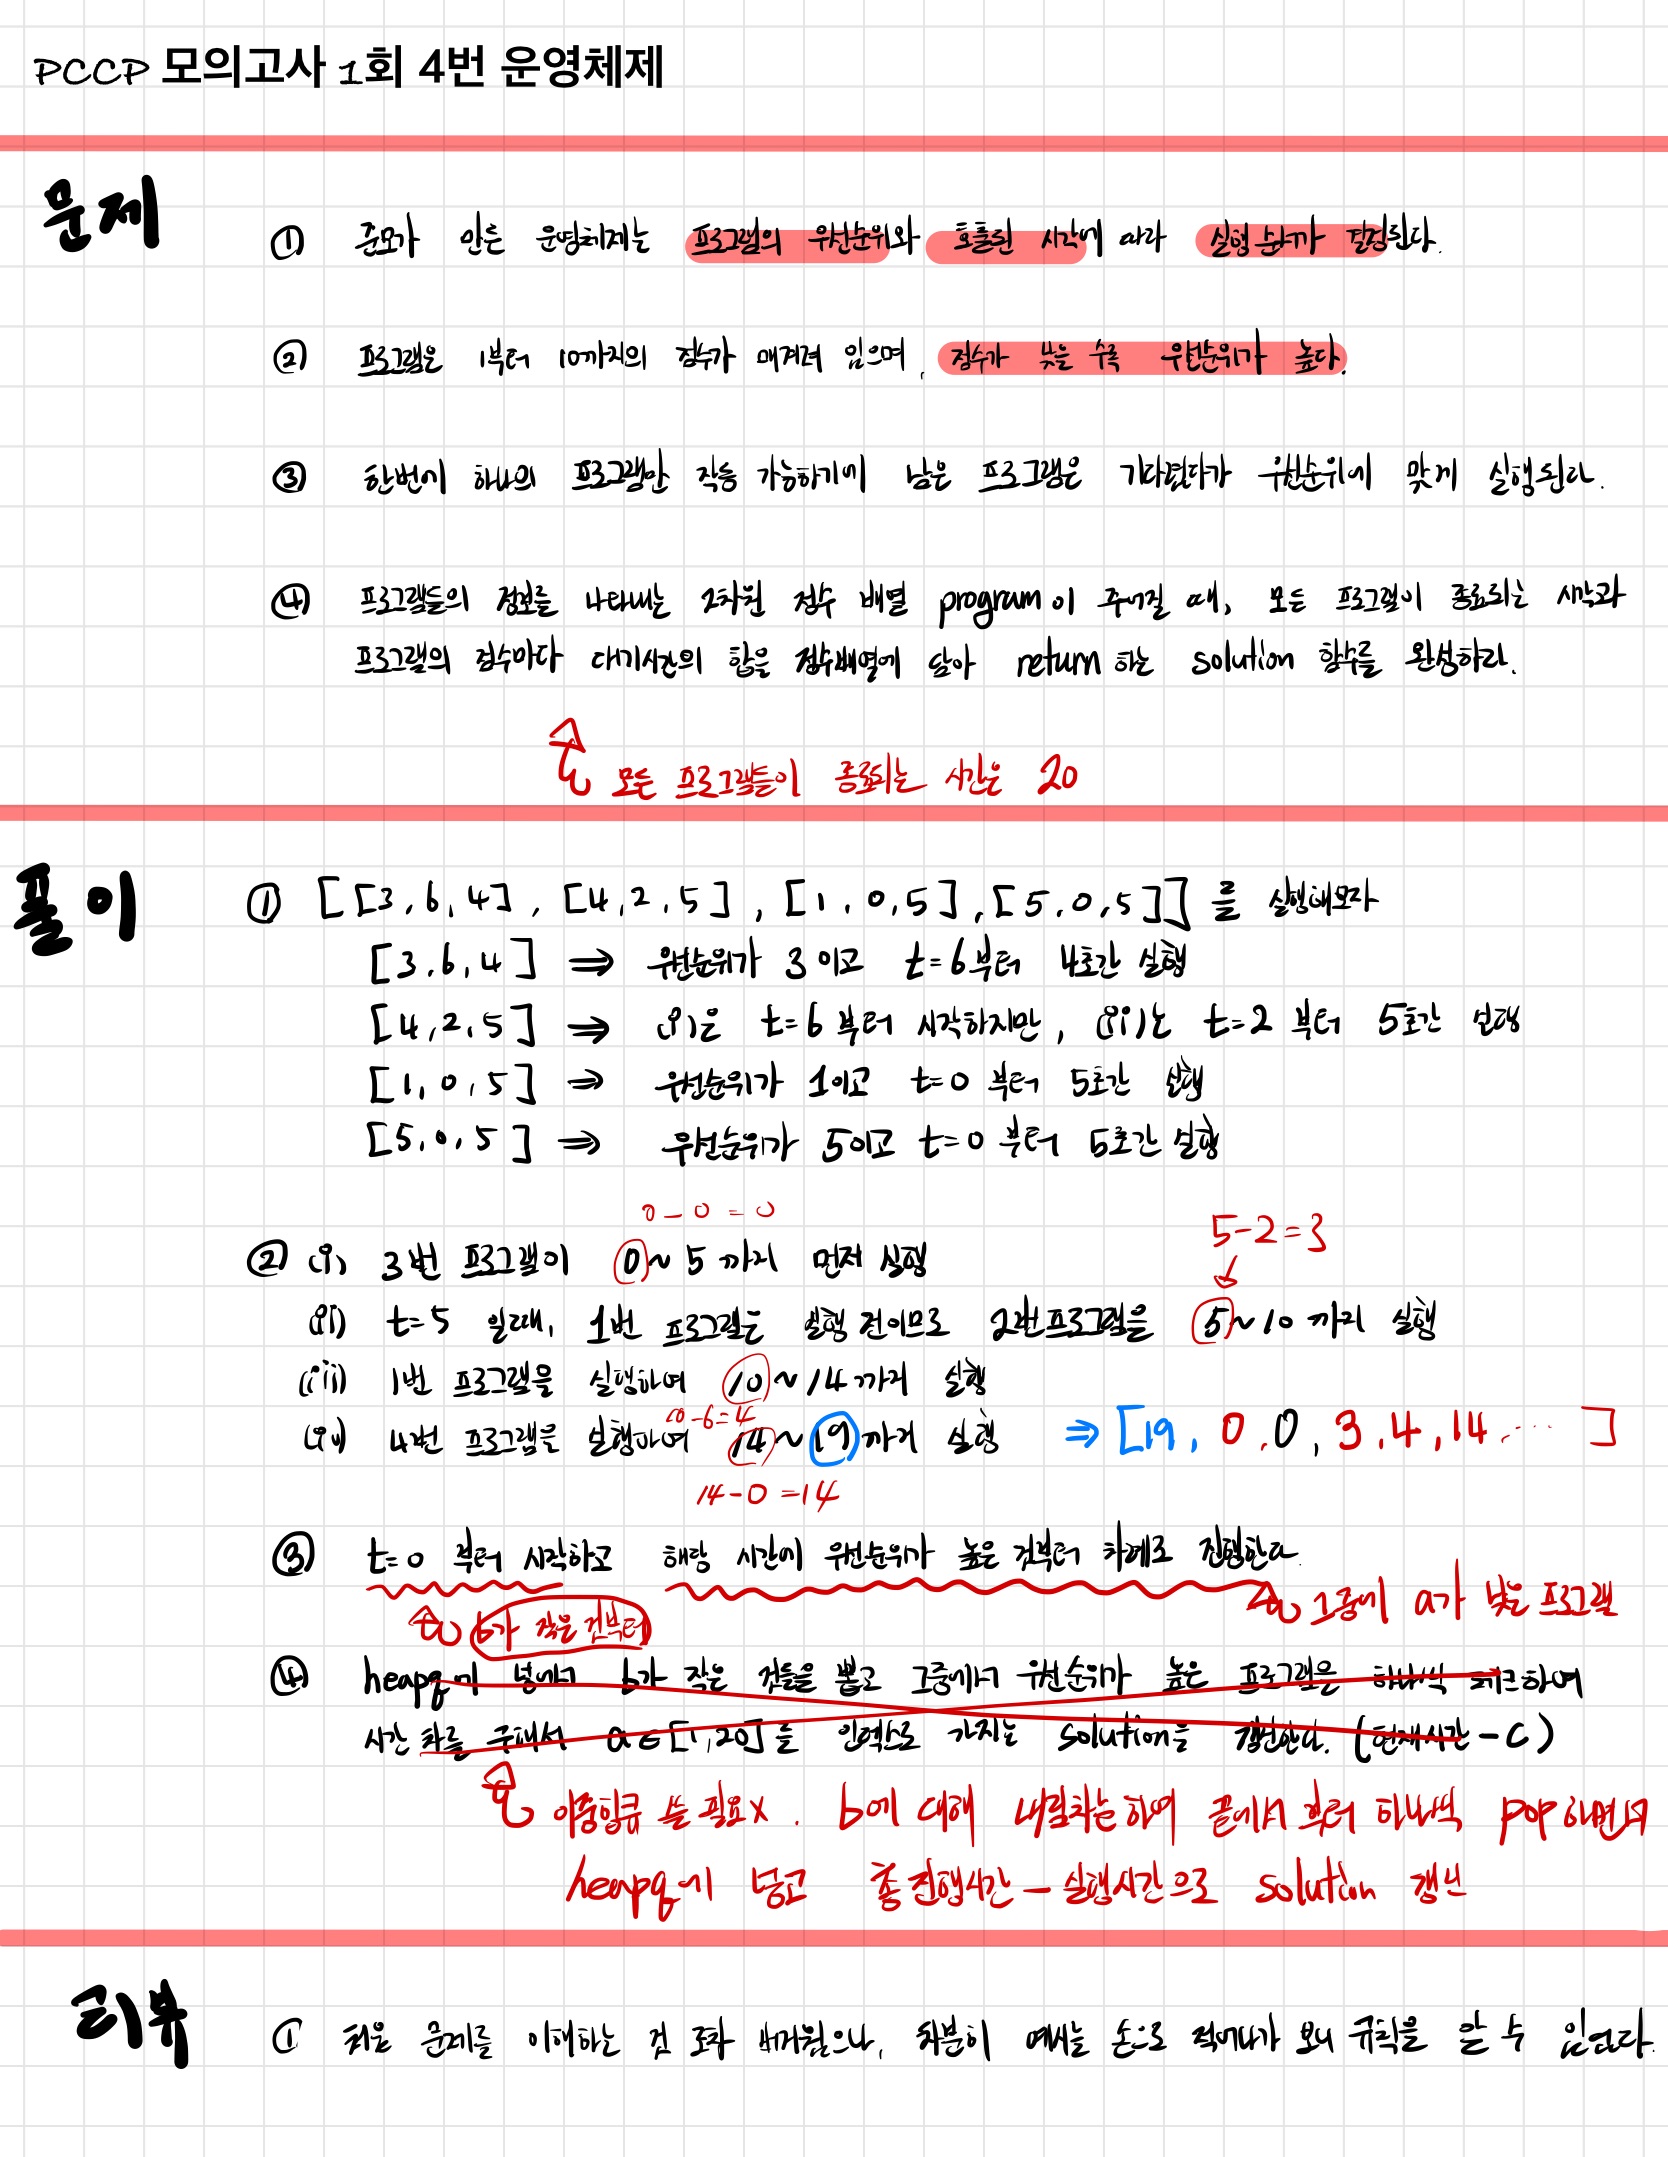 PCCP 모의고사 1회 4번 운영체제
문제
① 준모가 만든 운영체제는 프로그램의 우선순위와 호출된 시각에 따라 실행 순서가 결정된다.
② 프로그램은 1부터 10까지의 점수가 매겨져 있으며, 점수가 낮을 수록 우선순위가 높다.
③ 한번에 하나의 프로그램만 작동 가능하기에 남은 프로그램은 기다렸다가 우선순위에 맞게 실행된다.
④ 프로그램들의 정보를 나타내는 2차원 정수 배열 program이 주어질 때, 모든 프로그램이 종료되는 시각과
프로그램의 점수마다 대기시간의 합을 정수배열에 담아 return 하는 solution 함수를 완성하라.
모든 프로그램들이 종료되는 시간은 20
풀이
① [[3,6,4], [4,2,5], [1,0,5], [5,0,5]]를 실행해보자
[3,6,4] ⇒ 우선순위가 3이고 t=6부터 4초간 실행
[4,2,5] ⇒ (i)은 t=6부터 시작하지만, (ii)는 t=2 부터 5초간 실행
[1,0,5] ⇒ 우선순위가 1이고 t=0 부터 5초간 실행
[5,0,5] ⇒ 우선순위가 5이고 t=0 부터 5초간 실행
0-0=0
5-2=3
② (i) 3번 프로그램이 0~5까지 먼저 실행
(ii) t=5 일때, 1번 프로그램은 실행 전이므로 2번프로그램을 5~10까지 실행
(iii) 1번 프로그램을 실행하여 10~14까지 실행
10-6=4
(iv) 4번 프로그램을 실행하여 14~19까지 실행 ⇒ [19, 0, 0, 3, 4, 14 ... ]
14-0=14
③ t=0 부터 시작하고 해당 시간에 우선순위가 높은 것부터 차례로 진행한다.
그중에 a가 낮은 프로그램
b가 작은 것부터
④ heapq에 넣어서 b가 작은 것들을 뽑고 그중에서 우선순위가 높은 프로그램은 하나씩 체크하여
시간 차를 구해서 a∈[1,20]를 인덱스로 가지는 solution을 갱신한다. (현재시간-c)
이중힙큐 쓸 필요X. b에 대해 내림차순하여 끝에서 부터 하나씩 pop하면서
heapq에 넣고 총 진행시간 - 실행시간으로 solution 갱신
리뷰
① 처음 문제를 이해하는 것 조차 버거웠으나, 차분히 예시를 손으로 적어나가 보니 규칙을 알 수 있었다.